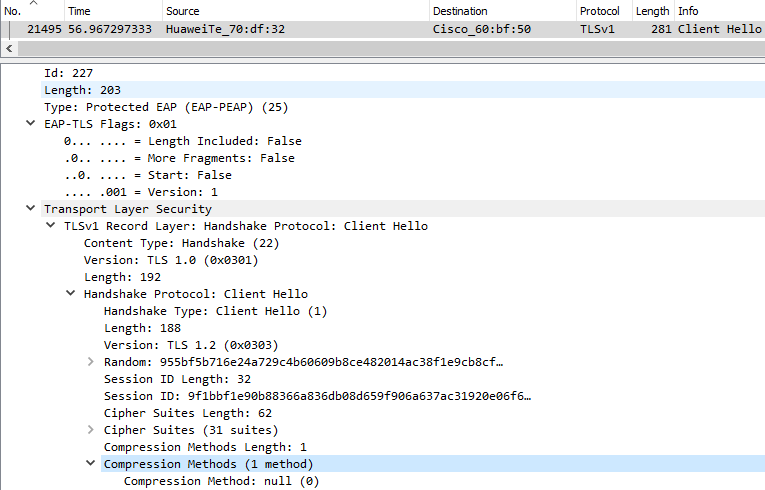 No. Time Source Destination Protocol Length Info
21495 56.967297333 HuaweiTe_70:df:32 Cisco_60:bf:50 TLSv1 281 Client Hello
Id: 227
Length: 203
Type: Protected EAP (EAP-PEAP) (25)
EAP-TLS Flags: 0x01
0... .... = Length Included: False
.0.. .... = More Fragments: False
..0. .... = Start: False
.... .001 = Version: 1
Transport Layer Security
TLSv1 Record Layer: Handshake Protocol: Client Hello
Content Type: Handshake (22)
Version: TLS 1.0 (0x0301)
Length: 192
Handshake Protocol: Client Hello
Handshake Type: Client Hello (1)
Length: 188
Version: TLS 1.2 (0x0303)
Random: 955bf5b716e24a729c4b60609b8ce482014ac38f1e9cb8cf…
Session ID Length: 32
Session ID: 9f1bbf1e90b88366a836db08d659f906a637ac31920e06f6…
Cipher Suites Length: 62
Cipher Suites (31 suites)
Compression Methods Length: 1
Compression Methods (1 method)
Compression Method: null (0)